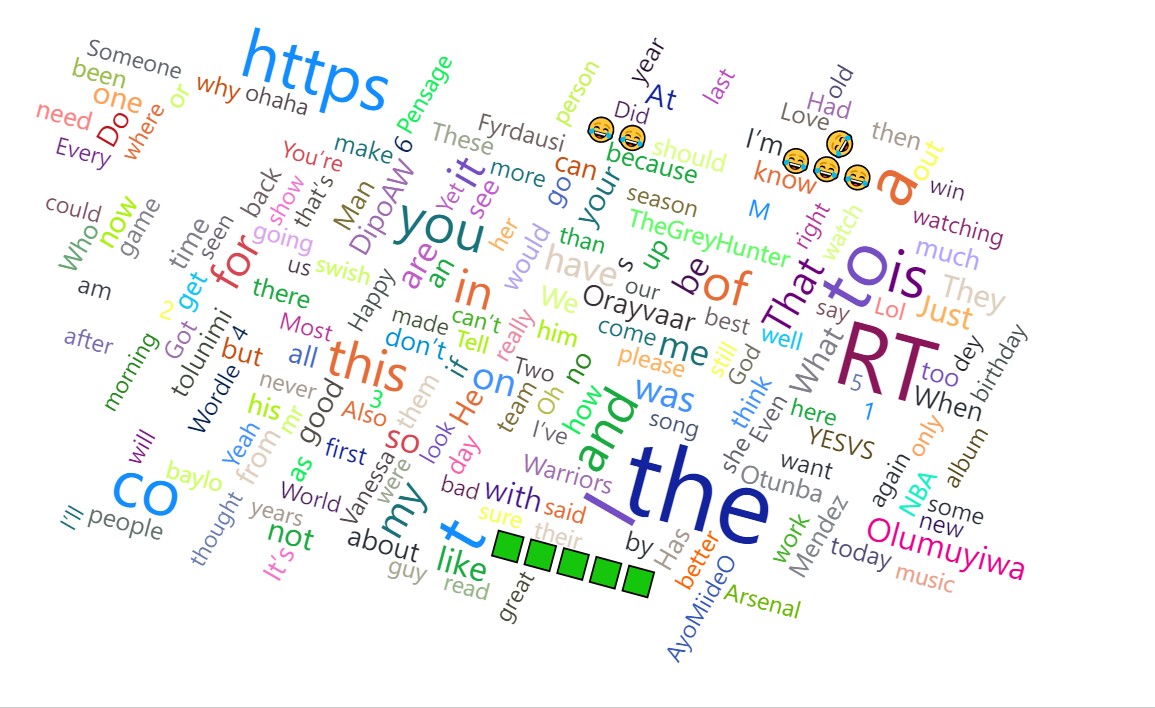 Someone
been
https
one
or
why
ohaha
need
Do
where
Every
Pensage
person
year
last
old
At
Did
Had
Love
then
out
I'm
😂😂
😂
😂😂😂
Fyrdausi
These
make
6
You're
can
because
should
know
a
win
it
more
go
your
Yet
see
DipoAW
Man
that's
show
back
season
M
right
watch
watching
could
now
game
Who
time
seen
going
for
you
her
would
than
TheGreyHunter
up
much
us
swish
are
an
in
have
s
be
of
to
is
They
am
get
there
Happy
We
our
Orayvaar
That
say
Lol
Just
2
Got
tolumimi
4
Most
made
can't
Tell
really
him
come
me
best
well
What
RT
dey
birthday
after
morning
Wordle
but
all
this
don't
if
Two
no
please
still
God
too
5
When
1
never
his
mr
good
Also
3
them
He
on
team
Oh
how
was
think
Even
here
YESVS
only
album
will
Yeah
from
first
so
look
day
I've
and
song
she
want
again
NBA
co
baylo
as
World
Vanessa
were
my
bad
with
said
Warriors
I
the
Otunba
Mendez
some
new
I'll
people
thought
years
not
It's
about
guy
t
like
read
sure
their
🟩🟩🟩🟩🟩
great
by
Has
better
AyoMiideO
Arsenal
work
today
Olumuyiwa
music